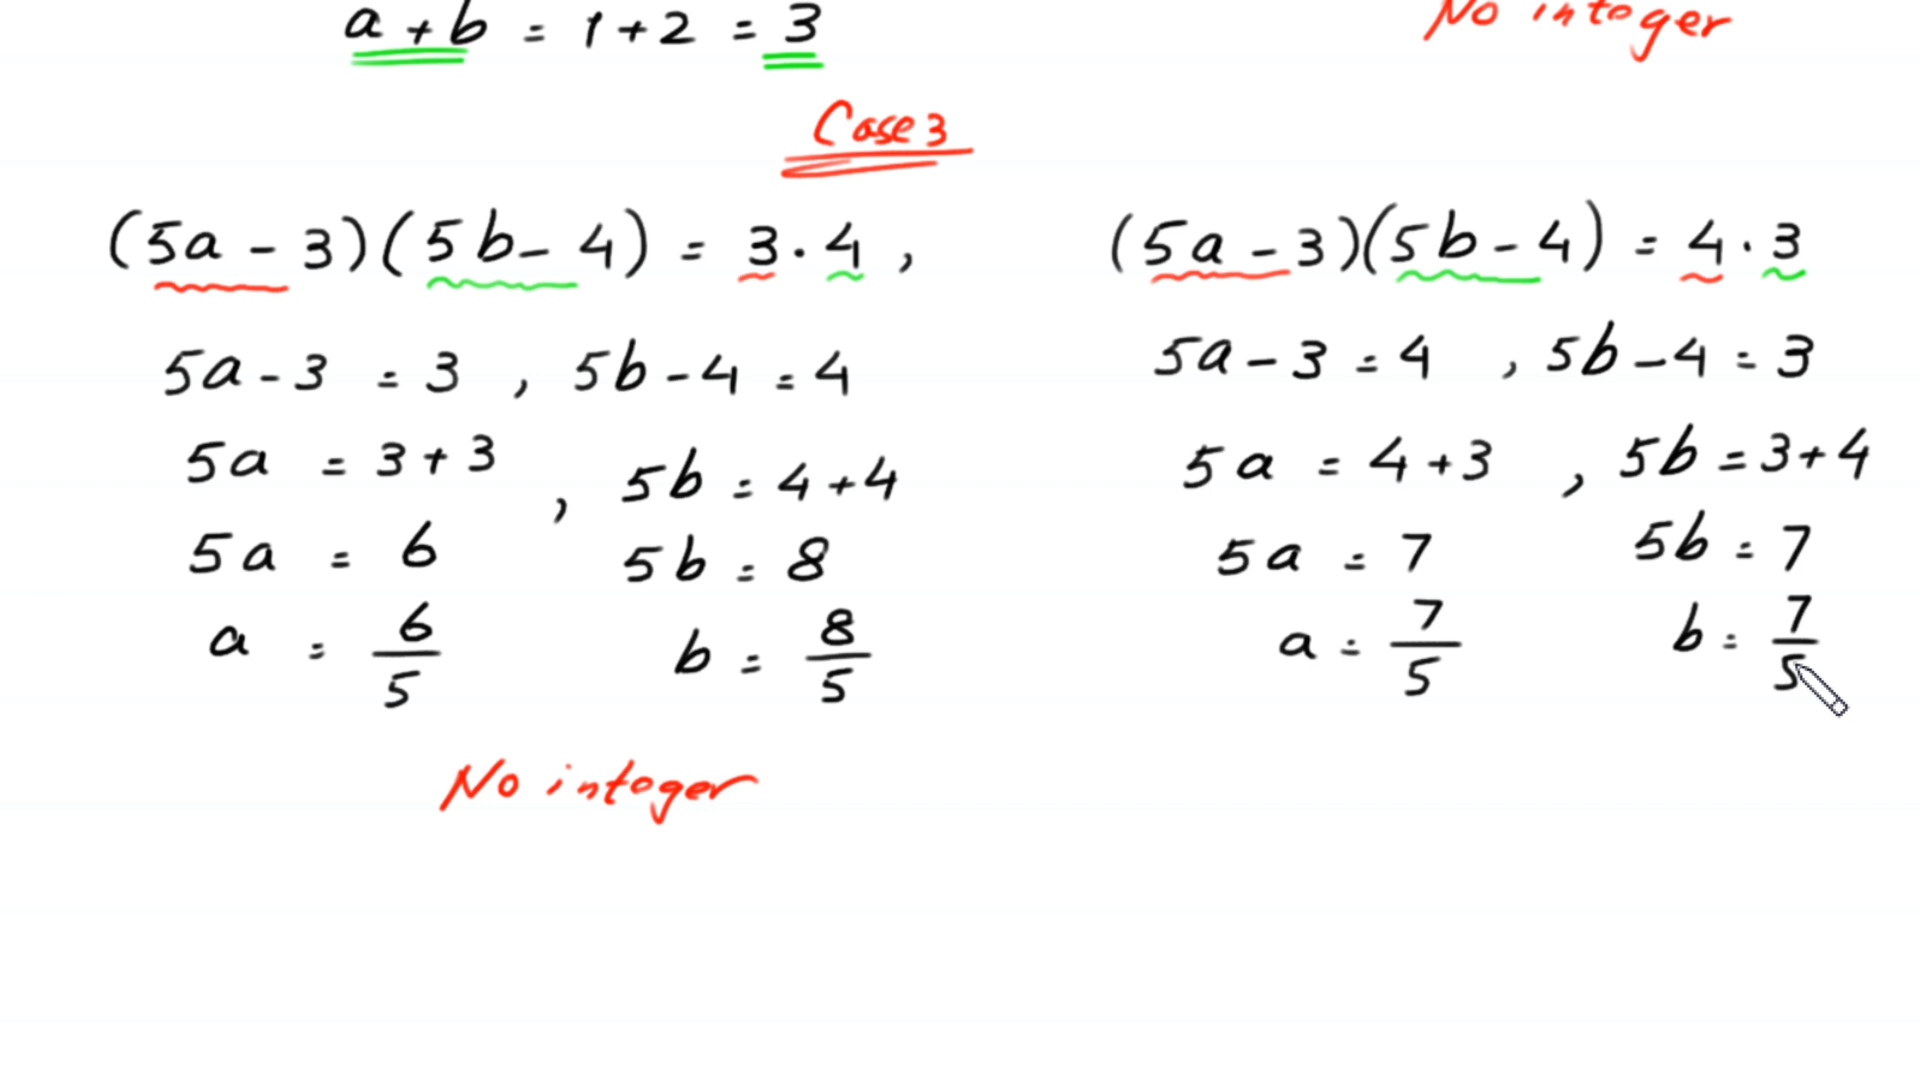 a + b = 1 + 2 = 3
No integer
Case 3
(5a - 3)(5b - 4) = 3 · 4 ,
5a - 3 = 3 , 5b - 4 = 4
5a = 3 + 3 , 5b = 4 + 4
5a = 6 5b = 8
a = 6/5 b = 8/5
No integer
(5a - 3)(5b - 4) = 4 · 3
5a - 3 = 4 , 5b - 4 = 3
5a = 4 + 3 , 5b = 3 + 4
5a = 7 5b = 7
a = 7/5 b = 7/5